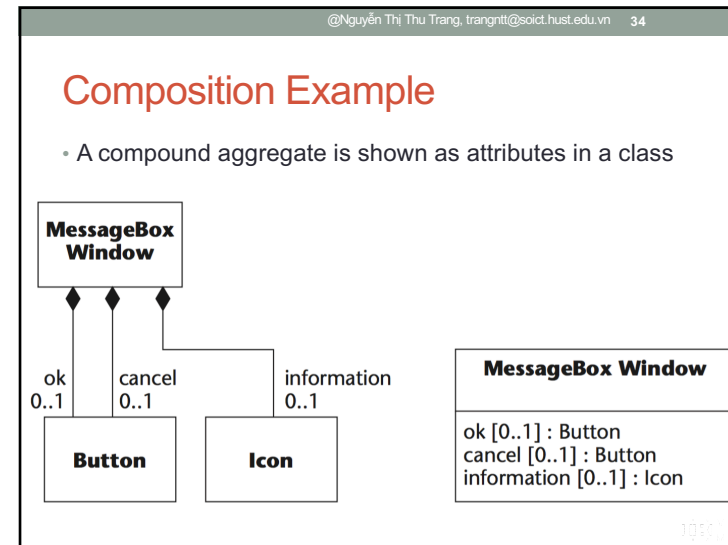 @Nguyễn Thị Thu Trang, trangntt@soict.hust.edu.vn 34
Composition Example
• A compound aggregate is shown as attributes in a class
MessageBox
Window
ok
0..1
cancel
0..1
information
0..1
Button
Icon
MessageBox Window
ok [0..1] : Button
cancel [0..1] : Button
information [0..1] : Icon